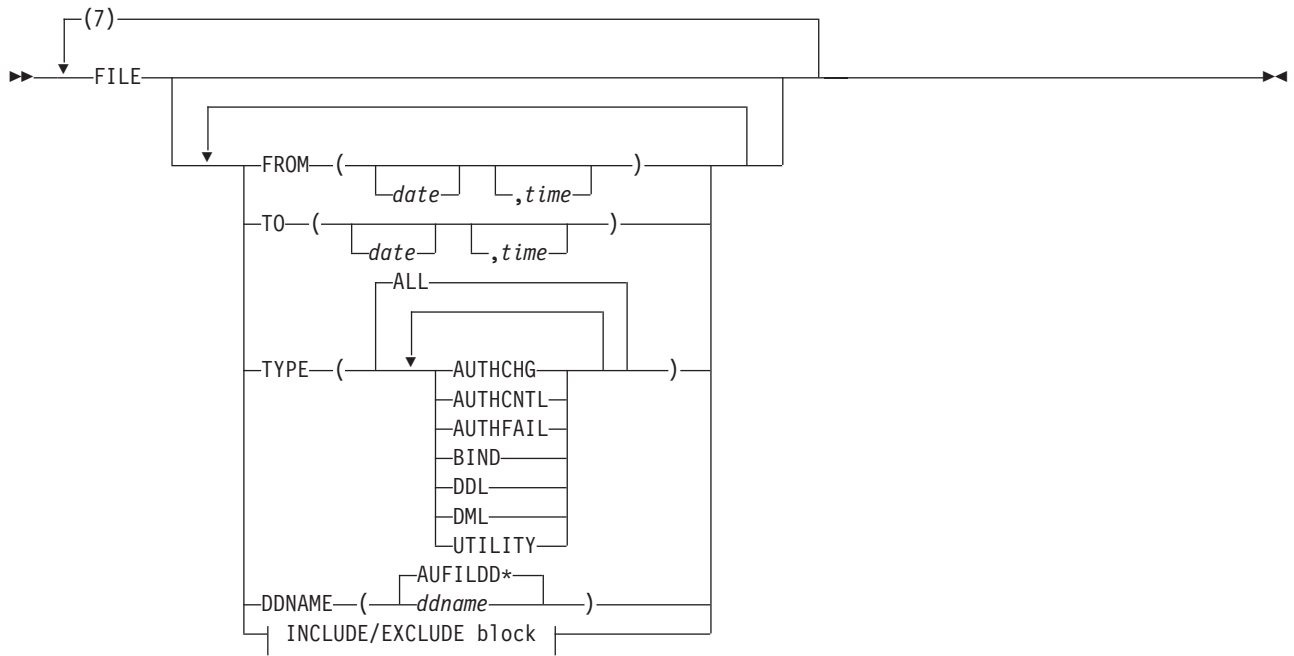 (7)
FILE
FROM ( date ,time )
TO ( date ,time )
ALL
TYPE ( AUTHCHG )
AUTHCNTL
AUTHFAIL
BIND
DDL
DML
UTILITY
AUFILDD*
DDNAME ( ddname )
INCLUDE/EXCLUDE block